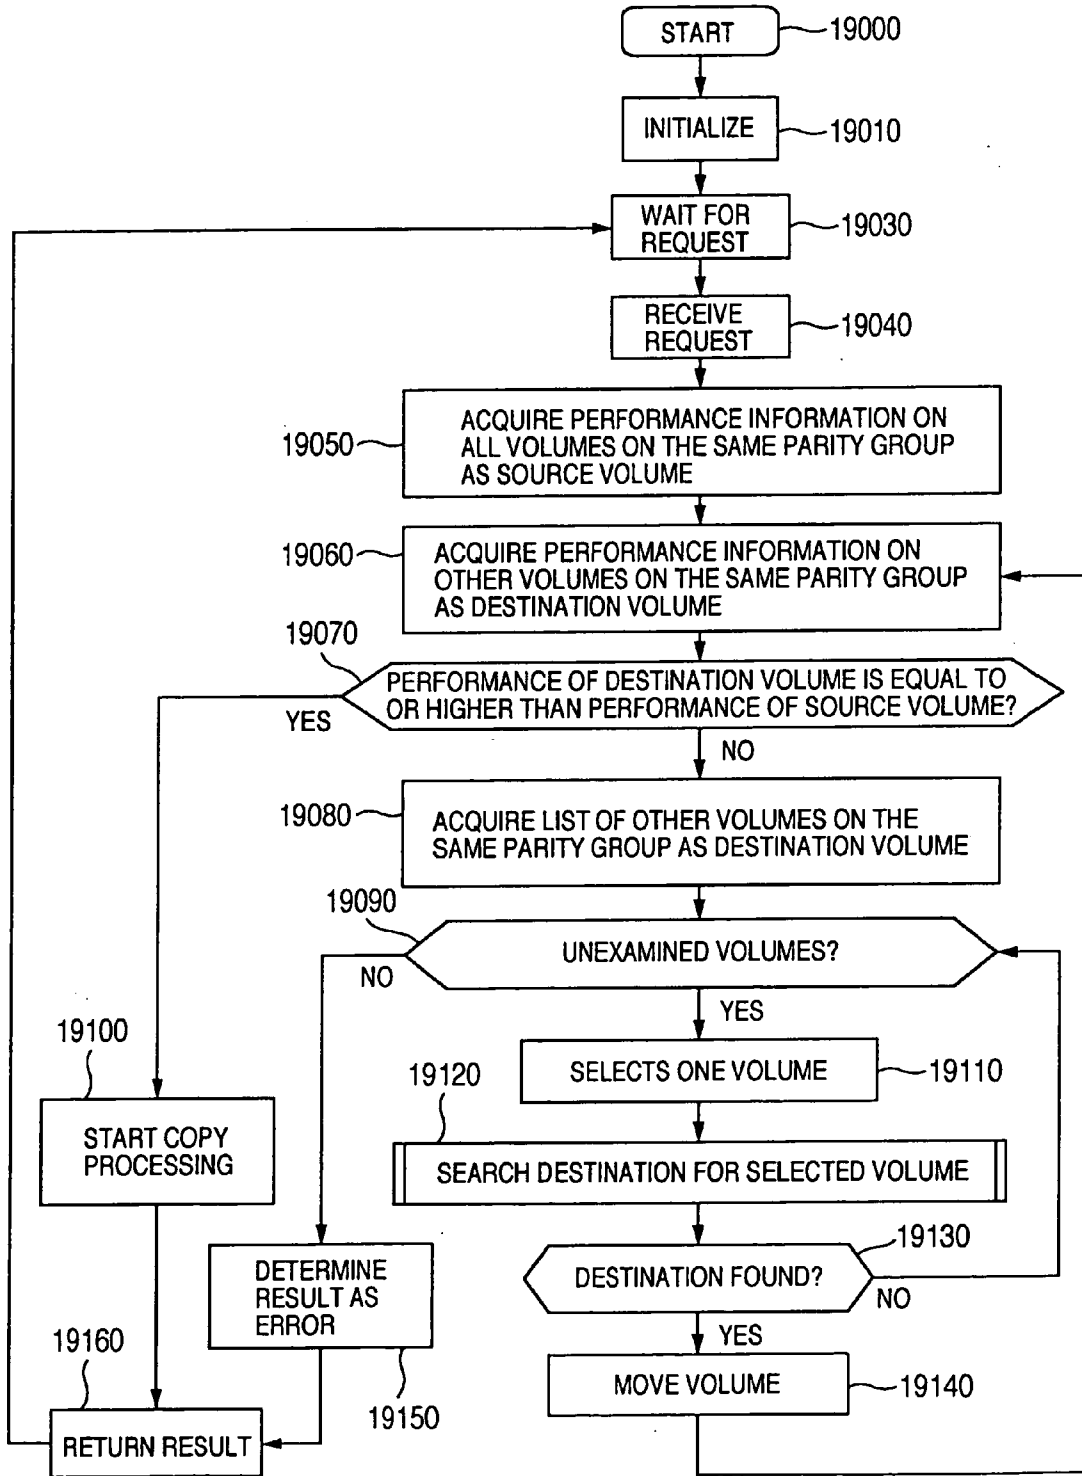 START
19000
INITIALIZE
19010
WAIT FOR
REQUEST
19030
RECEIVE
REQUEST
19040
19050
ACQUIRE PERFORMANCE INFORMATION ON
ALL VOLUMES ON THE SAME PARITY GROUP
AS SOURCE VOLUME
19060
ACQUIRE PERFORMANCE INFORMATION ON
OTHER VOLUMES ON THE SAME PARITY GROUP
AS DESTINATION VOLUME
19070
PERFORMANCE OF DESTINATION VOLUME IS EQUAL TO
OR HIGHER THAN PERFORMANCE OF SOURCE VOLUME?
YES
NO
19080
ACQUIRE LIST OF OTHER VOLUMES ON THE
SAME PARITY GROUP AS DESTINATION VOLUME
19090
UNEXAMINED VOLUMES?
NO
YES
19100
START COPY
PROCESSING
SELECTS ONE VOLUME
19110
19120
SEARCH DESTINATION FOR SELECTED VOLUME
19130
DESTINATION FOUND?
NO
YES
DETERMINE
RESULT AS
ERROR
19150
MOVE VOLUME
19140
19160
RETURN RESULT